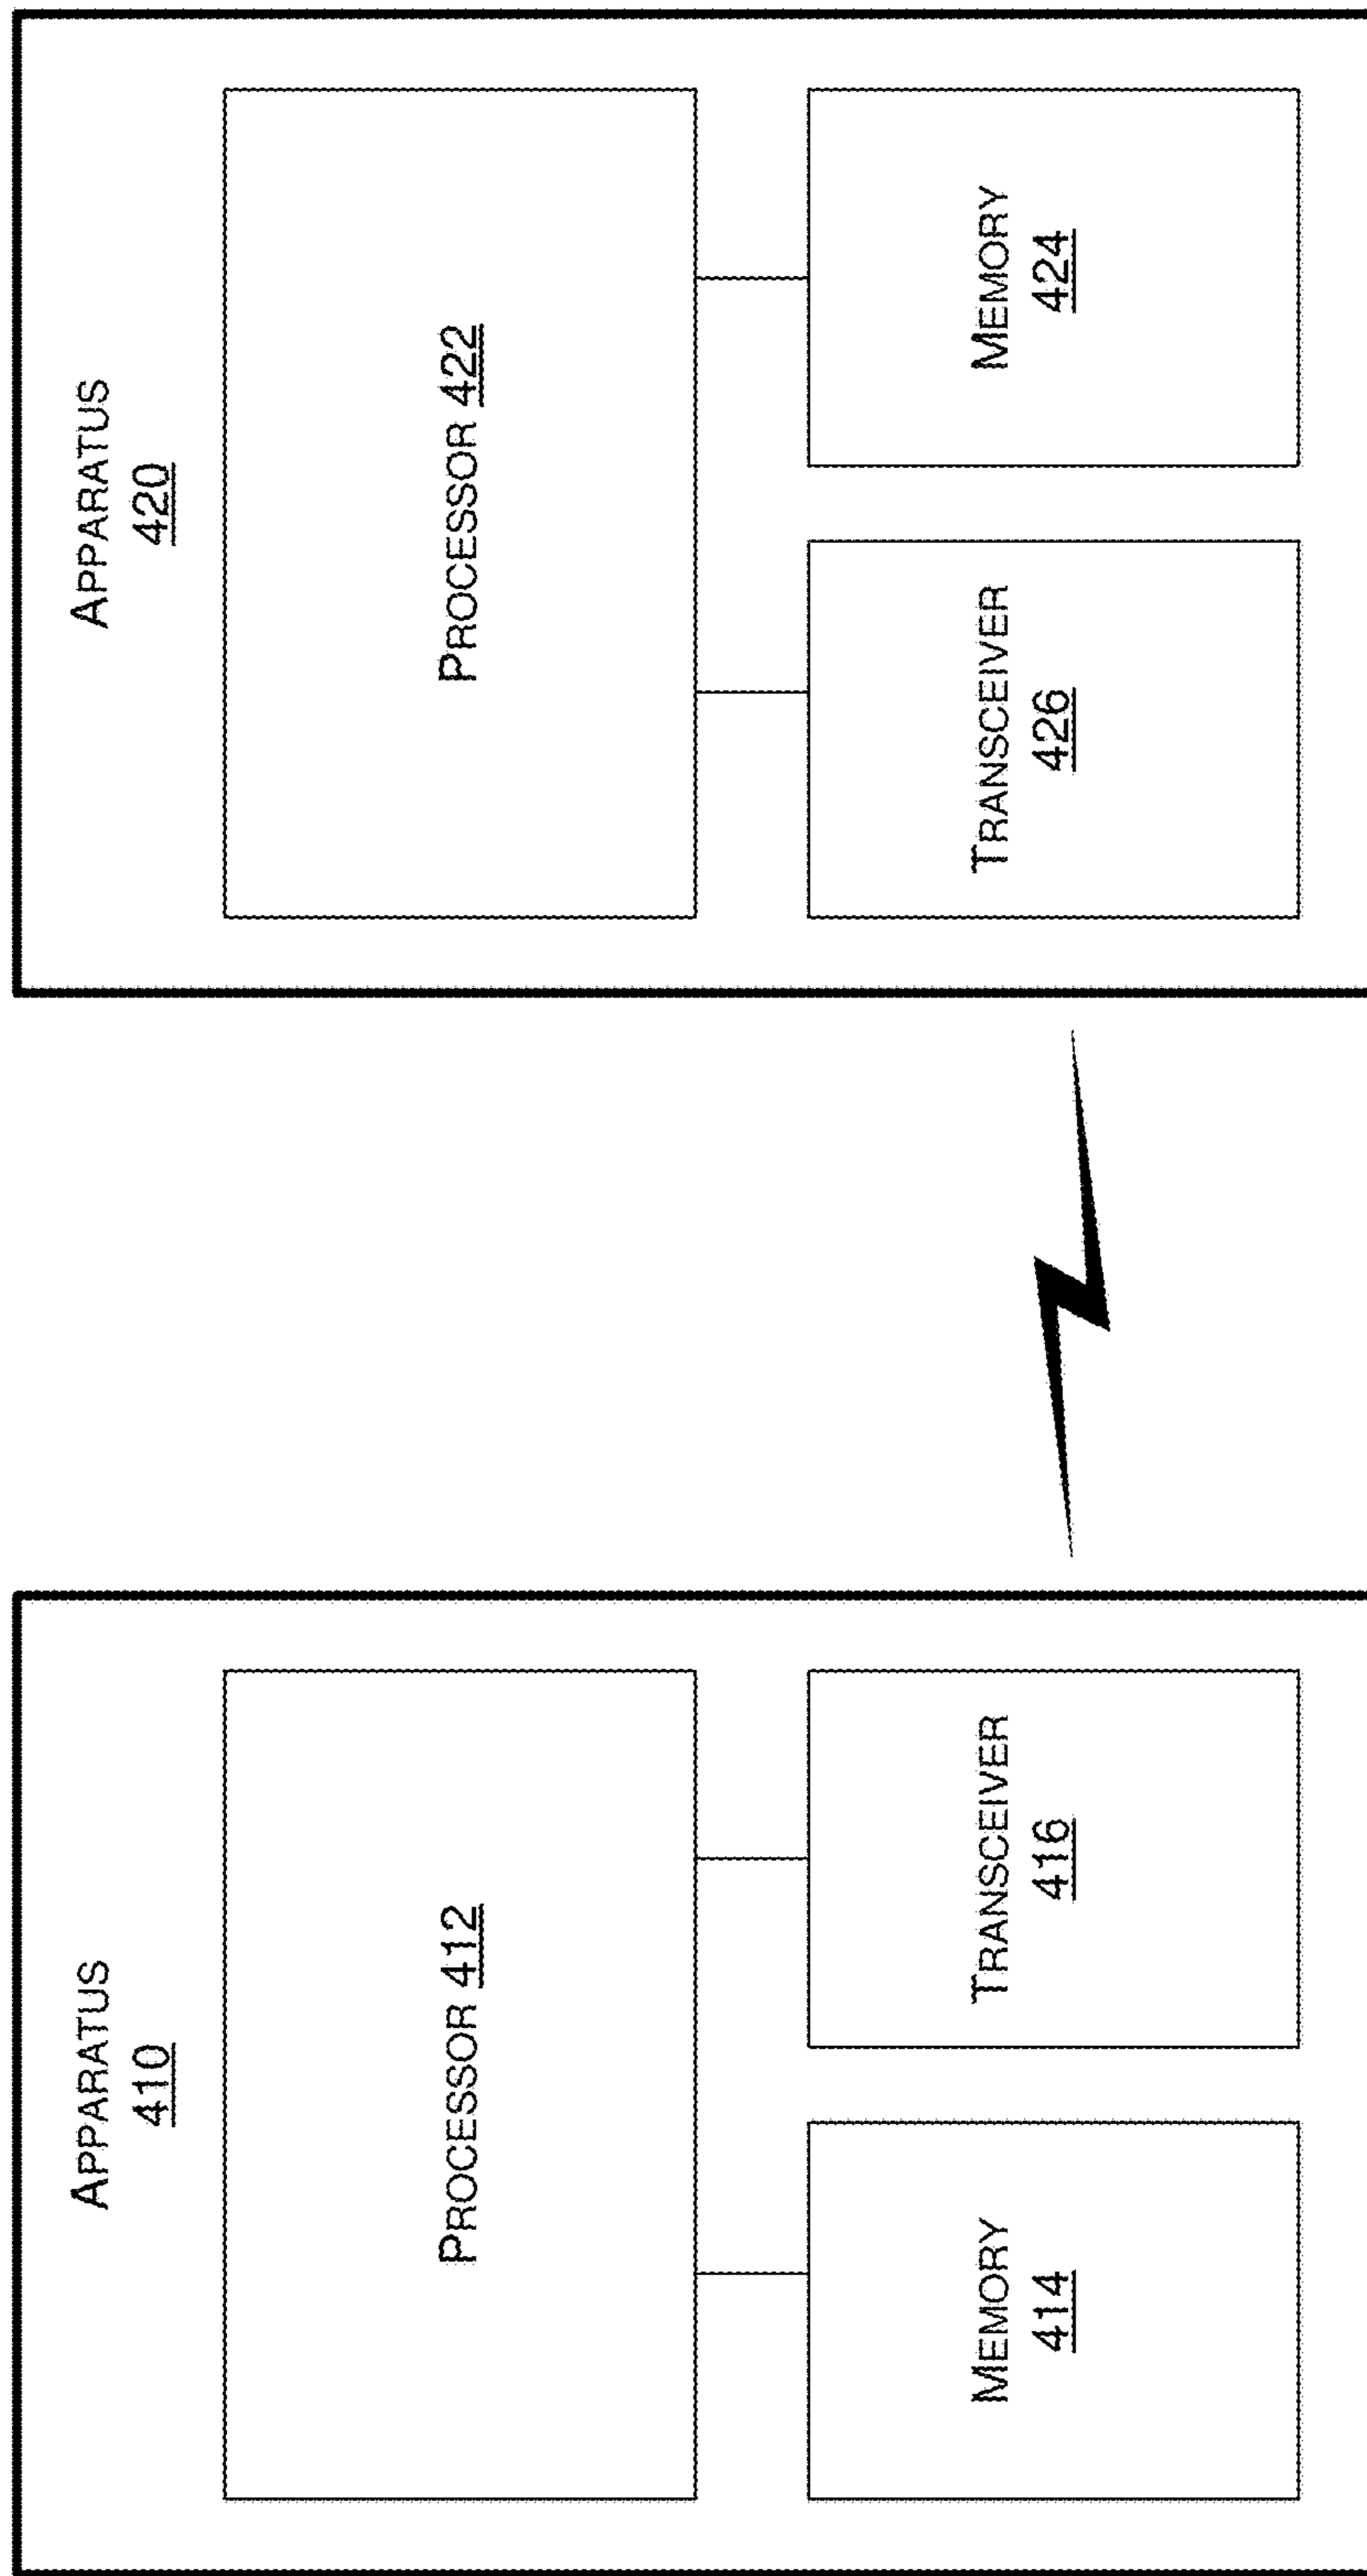 APPARATUS
410
PROCESSOR 412
MEMORY
414
TRANSCEIVER
416
APPARATUS
420
PROCESSOR 422
TRANSCEIVER
426
MEMORY
424